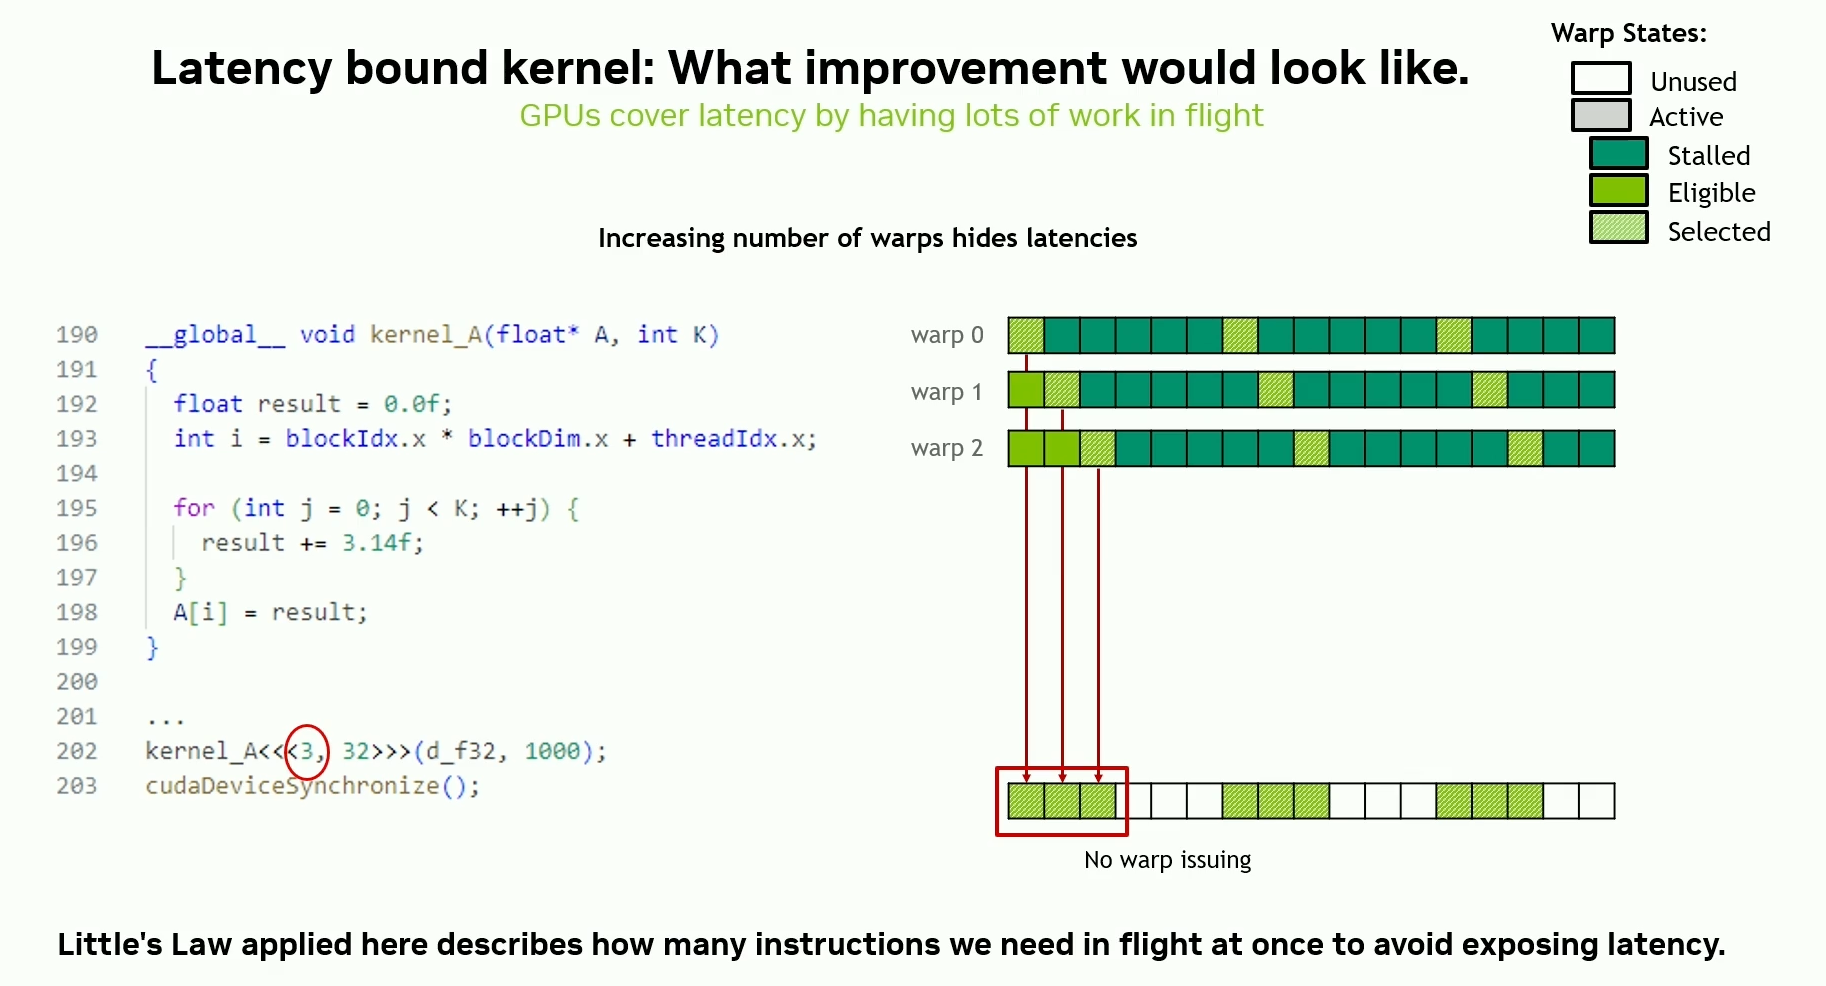 Latency bound kernel: What improvement would look like.
GPUs cover latency by having lots of work in flight
Warp States:
Unused
Active
Stalled
Eligible
Selected
Increasing number of warps hides latencies
190 __global__ void kernel_A(float* A, int K)
191 {
192 float result = 0.0f;
193 int i = blockIdx.x * blockDim.x + threadIdx.x;
194
195 for (int j = 0; j < K; ++j) {
196 result += 3.14f;
197 }
198 A[i] = result;
199 }
200
201 ...
202 kernel_A<<<3, 32>>>(d_f32, 1000);
203 cudaDeviceSynchronize();
warp 0
warp 1
warp 2
No warp issuing
Little's Law applied here describes how many instructions we need in flight at once to avoid exposing latency.